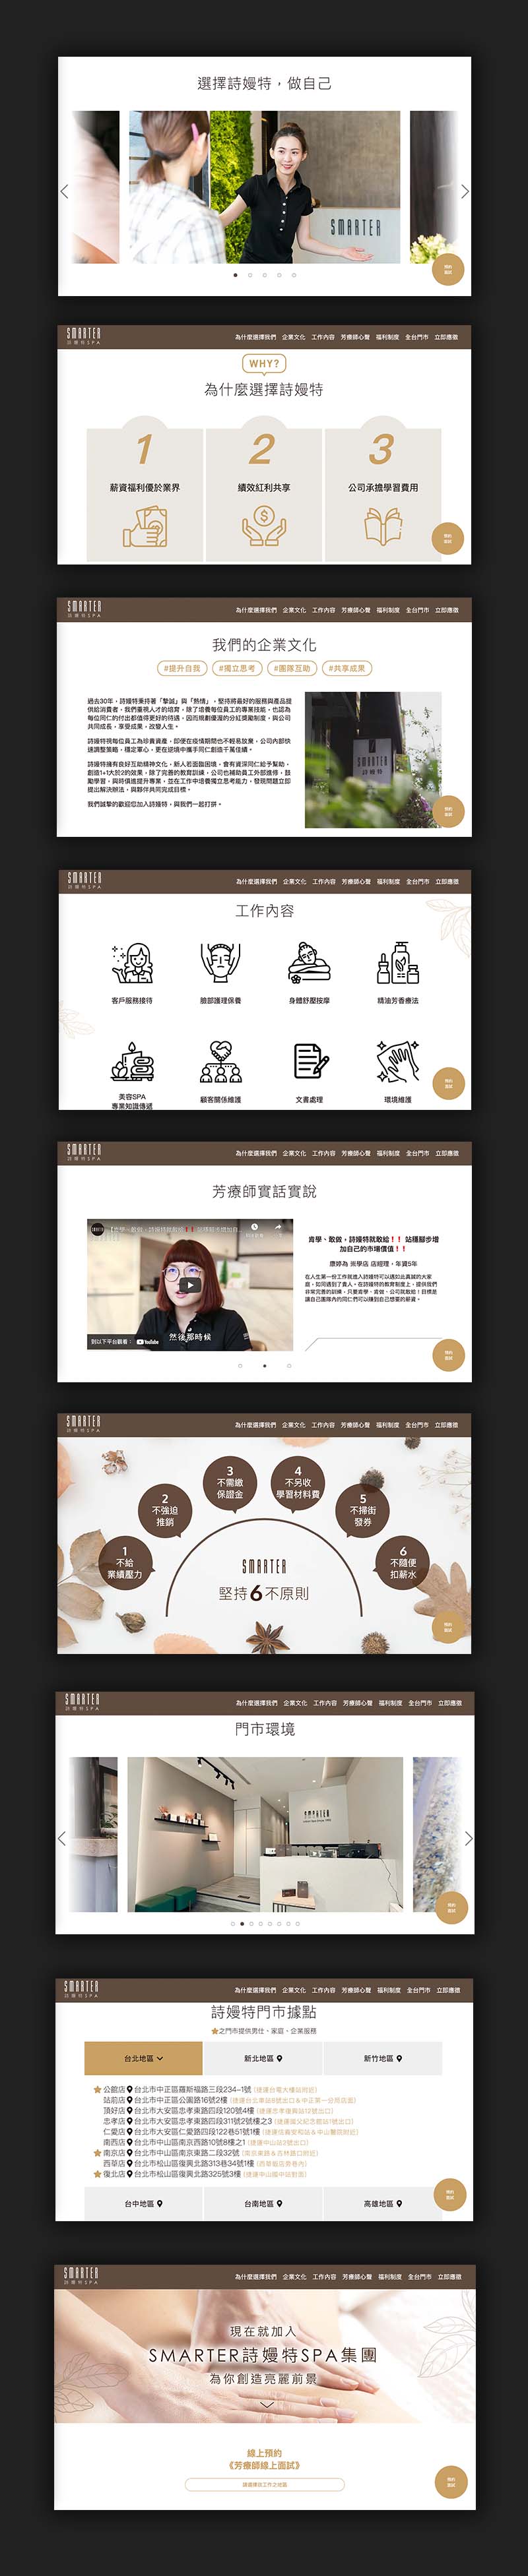 選擇詩嫚特，做自己
SMARTER
預約
面試
SMARTER
詩嫚特SPA
為什麼選擇我們 企業文化 工作內容 芳療師心聲 福利制度 全台門市 立即應徵
WHY?
為什麼選擇詩嫚特
1 2 3
薪資福利優於業界 績效紅利共享 公司承擔學習費用
預約
面試
SMARTER
詩嫚特SPA
為什麼選擇我們 企業文化 工作內容 芳療師心聲 福利制度 全台門市 立即應徵
我們的企業文化
#提升自我 #獨立思考 #團隊互助 #共享成果
過去30年，詩嫚特秉持著「摯誠」與「熱情」，堅持將最好的服務與產品提
供給消費者，我們重視人才的培育，除了培養每位員工的專業技能，也認為
每位同仁的付出都值得更好的待遇，因而規劃優渥的分紅獎勵制度，與公司
共同成長，享受成果，改變人生。
詩嫚特視每位員工為珍貴資產，即便在疫情期間也不輕易放棄，公司內部快
速調整策略，穩定軍心，更在逆境中攜手同仁創造千萬佳績。
詩嫚特擁有良好互助精神文化，新人若面臨困境，會有資深同仁給予幫助，
創造1+1大於2的效果，除了完善的教育訓練，公司也補助員工外部進修，鼓
勵學習，與時俱進提升專業，並在工作中培養獨立思考能力，發現問題立即
提出解決辦法，與夥伴共同完成目標。
我們誠摯的歡迎您加入詩嫚特，與我們一起打拼。
預約
面試
SMARTER
詩嫚特SPA
為什麼選擇我們 企業文化 工作內容 芳療師心聲 福利制度 全台門市 立即應徵
工作內容
客戶服務接待 臉部護理保養 身體舒壓按摩 精油芳香療法
美容SPA
專業知識傳遞 顧客關係維護 文書處理 環境維護
預約
面試
SMARTER
詩嫚特SPA
為什麼選擇我們 企業文化 工作內容 芳療師心聲 福利制度 全台門市 立即應徵
芳療師實話實說
肯學、敢做，詩嫚特就敢給❗❗ 站穩腳步增
加自己的市場價值❗❗
店經理，年資5年
在人生第一份工作就進入詩嫚特可以遇如此真誠的大家
庭，如同遇到了貴人，在詩嫚特的教育制度上，提供我們
非常完善的訓練，只要肯學、肯做，公司就敢給！目標是
讓自己團隊內的同仁們可以賺到自己想要的薪資。
到以下平台觀看： YouTube
然後那時候
預約
面試
SMARTER
詩嫚特SPA
為什麼選擇我們 企業文化 工作內容 芳療師心聲 福利制度 全台門市 立即應徵
1
不給
業績壓力
2
不強迫
推銷
3
不需繳
保證金
4
不另收
學習材料費
5
不掃街
發券
6
不隨便
扣薪水
SMARTER
堅持6不原則
預約
面試
SMARTER
詩嫚特SPA
為什麼選擇我們 企業文化 工作內容 芳療師心聲 福利制度 全台門市 立即應徵
門市環境
SMARTER
預約
面試
SMARTER
詩嫚特SPA
為什麼選擇我們 企業文化 工作內容 芳療師心聲 福利制度 全台門市 立即應徵
詩嫚特門市據點
★之門市提供男仕、家庭、企業服務
台北地區 新北地區 新竹地區
★ 公館店 台北市中正區羅斯福路三段234-1號 (捷運台電大樓站附近)
站前店 台北市中正區公園路16號2樓
頂好店 台北市大安區忠孝東路四段120號4樓
忠孝店 台北市大安區忠孝東路四段311號2號樓之3
仁愛店 台北市大安區仁愛路四段122巷51號1樓
南西店 台北市中山區南京西路10號8樓之1
★ 南京店 台北市中山區南京東路二段32號
西華店 台北市松山區復興北路313巷34號1樓
★ 復北店 台北市松山區復興北路325號3樓
台中地區 台南地區 高雄地區
預約
面試
SMARTER
詩嫚特SPA
為什麼選擇我們 企業文化 工作內容 芳療師心聲 福利制度 全台門市 立即應徵
現在就加入
SMARTER詩嫚特SPA集團
為你創造亮麗前景
線上預約
《芳療師線上面試》
請選擇該工作之地區
預約
面試